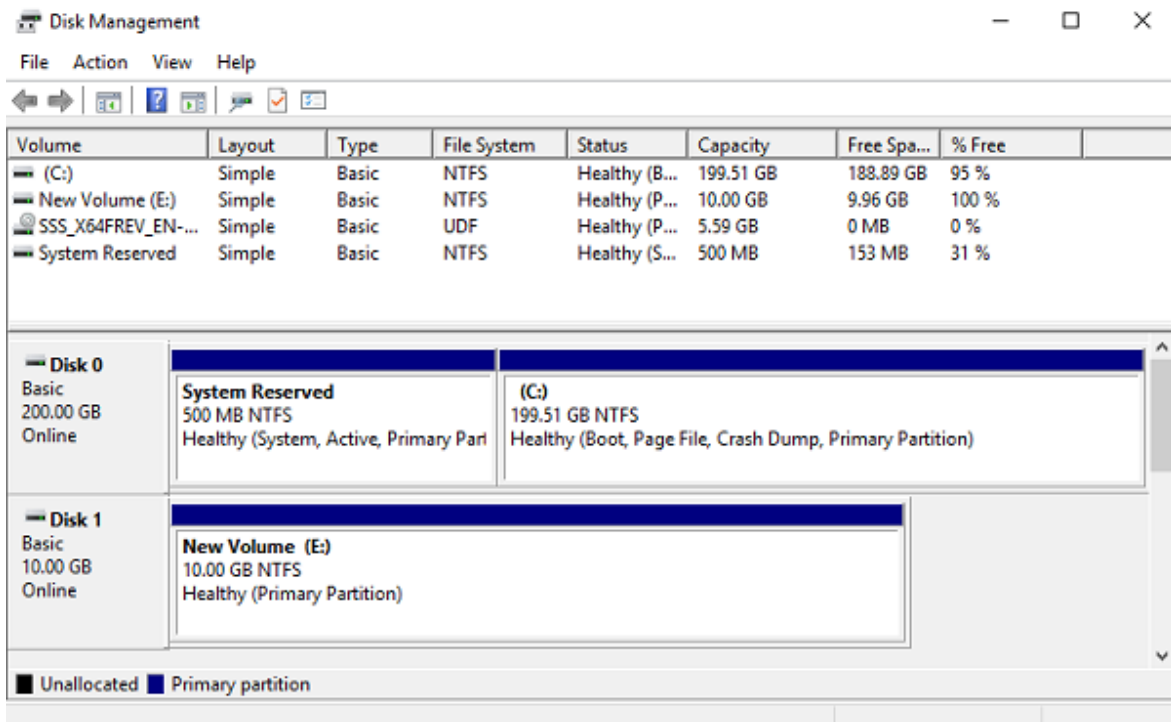 Disk Management
File Action View Help
Volume Layout Type File System Status Capacity Free Spa... % Free
(C:) Simple Basic NTFS Healthy (B... 199.51 GB 188.89 GB 95 %
New Volume (E:) Simple Basic NTFS Healthy (P... 10.00 GB 9.96 GB 100 %
SSS_X64FREV_EN-... Simple Basic UDF Healthy (P... 5.59 GB 0 MB 0 %
System Reserved Simple Basic NTFS Healthy (S... 500 MB 153 MB 31 %
Disk 0
Basic
200.00 GB
Online
System Reserved
500 MB NTFS
Healthy (System, Active, Primary Part
(C:)
199.51 GB NTFS
Healthy (Boot, Page File, Crash Dump, Primary Partition)
Disk 1
Basic
10.00 GB
Online
New Volume (E:)
10.00 GB NTFS
Healthy (Primary Partition)
Unallocated Primary partition